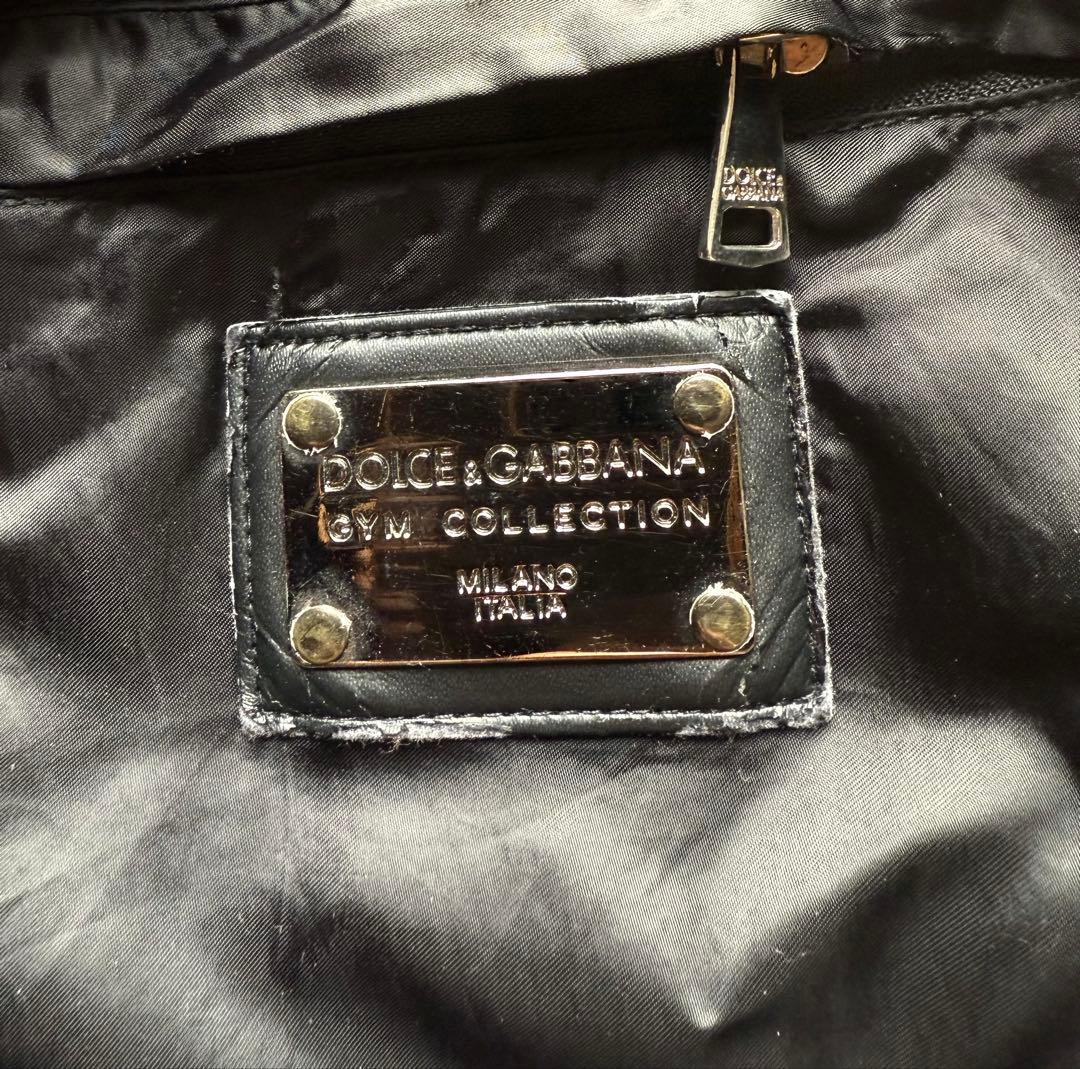 DOLCE&
GABBANA
DOLCE&GABBANA
GYM COLLECTION
MILANO
ITALIA